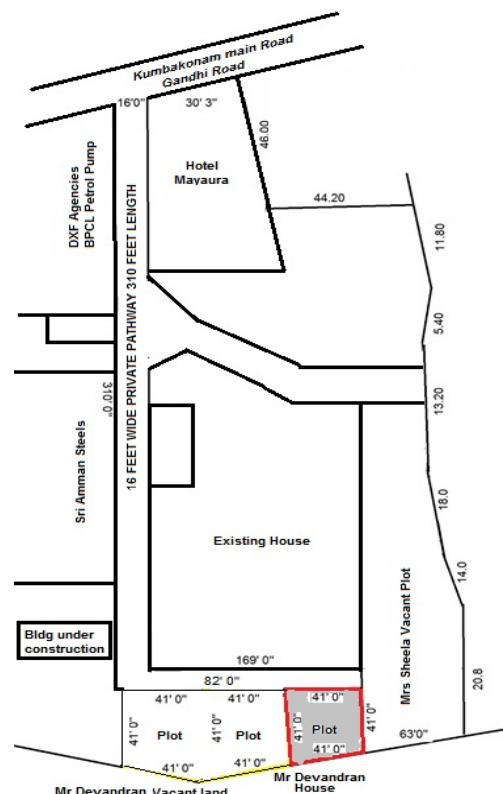 Kumbakonam main Road
Gandhi Road
16'0"
30' 3"
46.00
Hotel
Mayaura
DXF Agencies
BPCL Petrol Pump
44.20
11.80
16 FEET WIDE PRIVATE PATHWAY 310 FEET LENGTH
5.40
310'0"
13.20
Sri Amman Steels
18.0
Existing House
14.0
Mrs Sheela Vacant Plot
Bldg under
construction
169' 0"
20.8
82' 0"
41' 0"
41' 0"
41' 0"
41' 0"
Plot
41' 0"
Plot
41' 0"
Plot
41' 0"
63'0"
41' 0"
41' 0"
41' 0"
Mr Devandran Vacant land
Mr Devandran
House